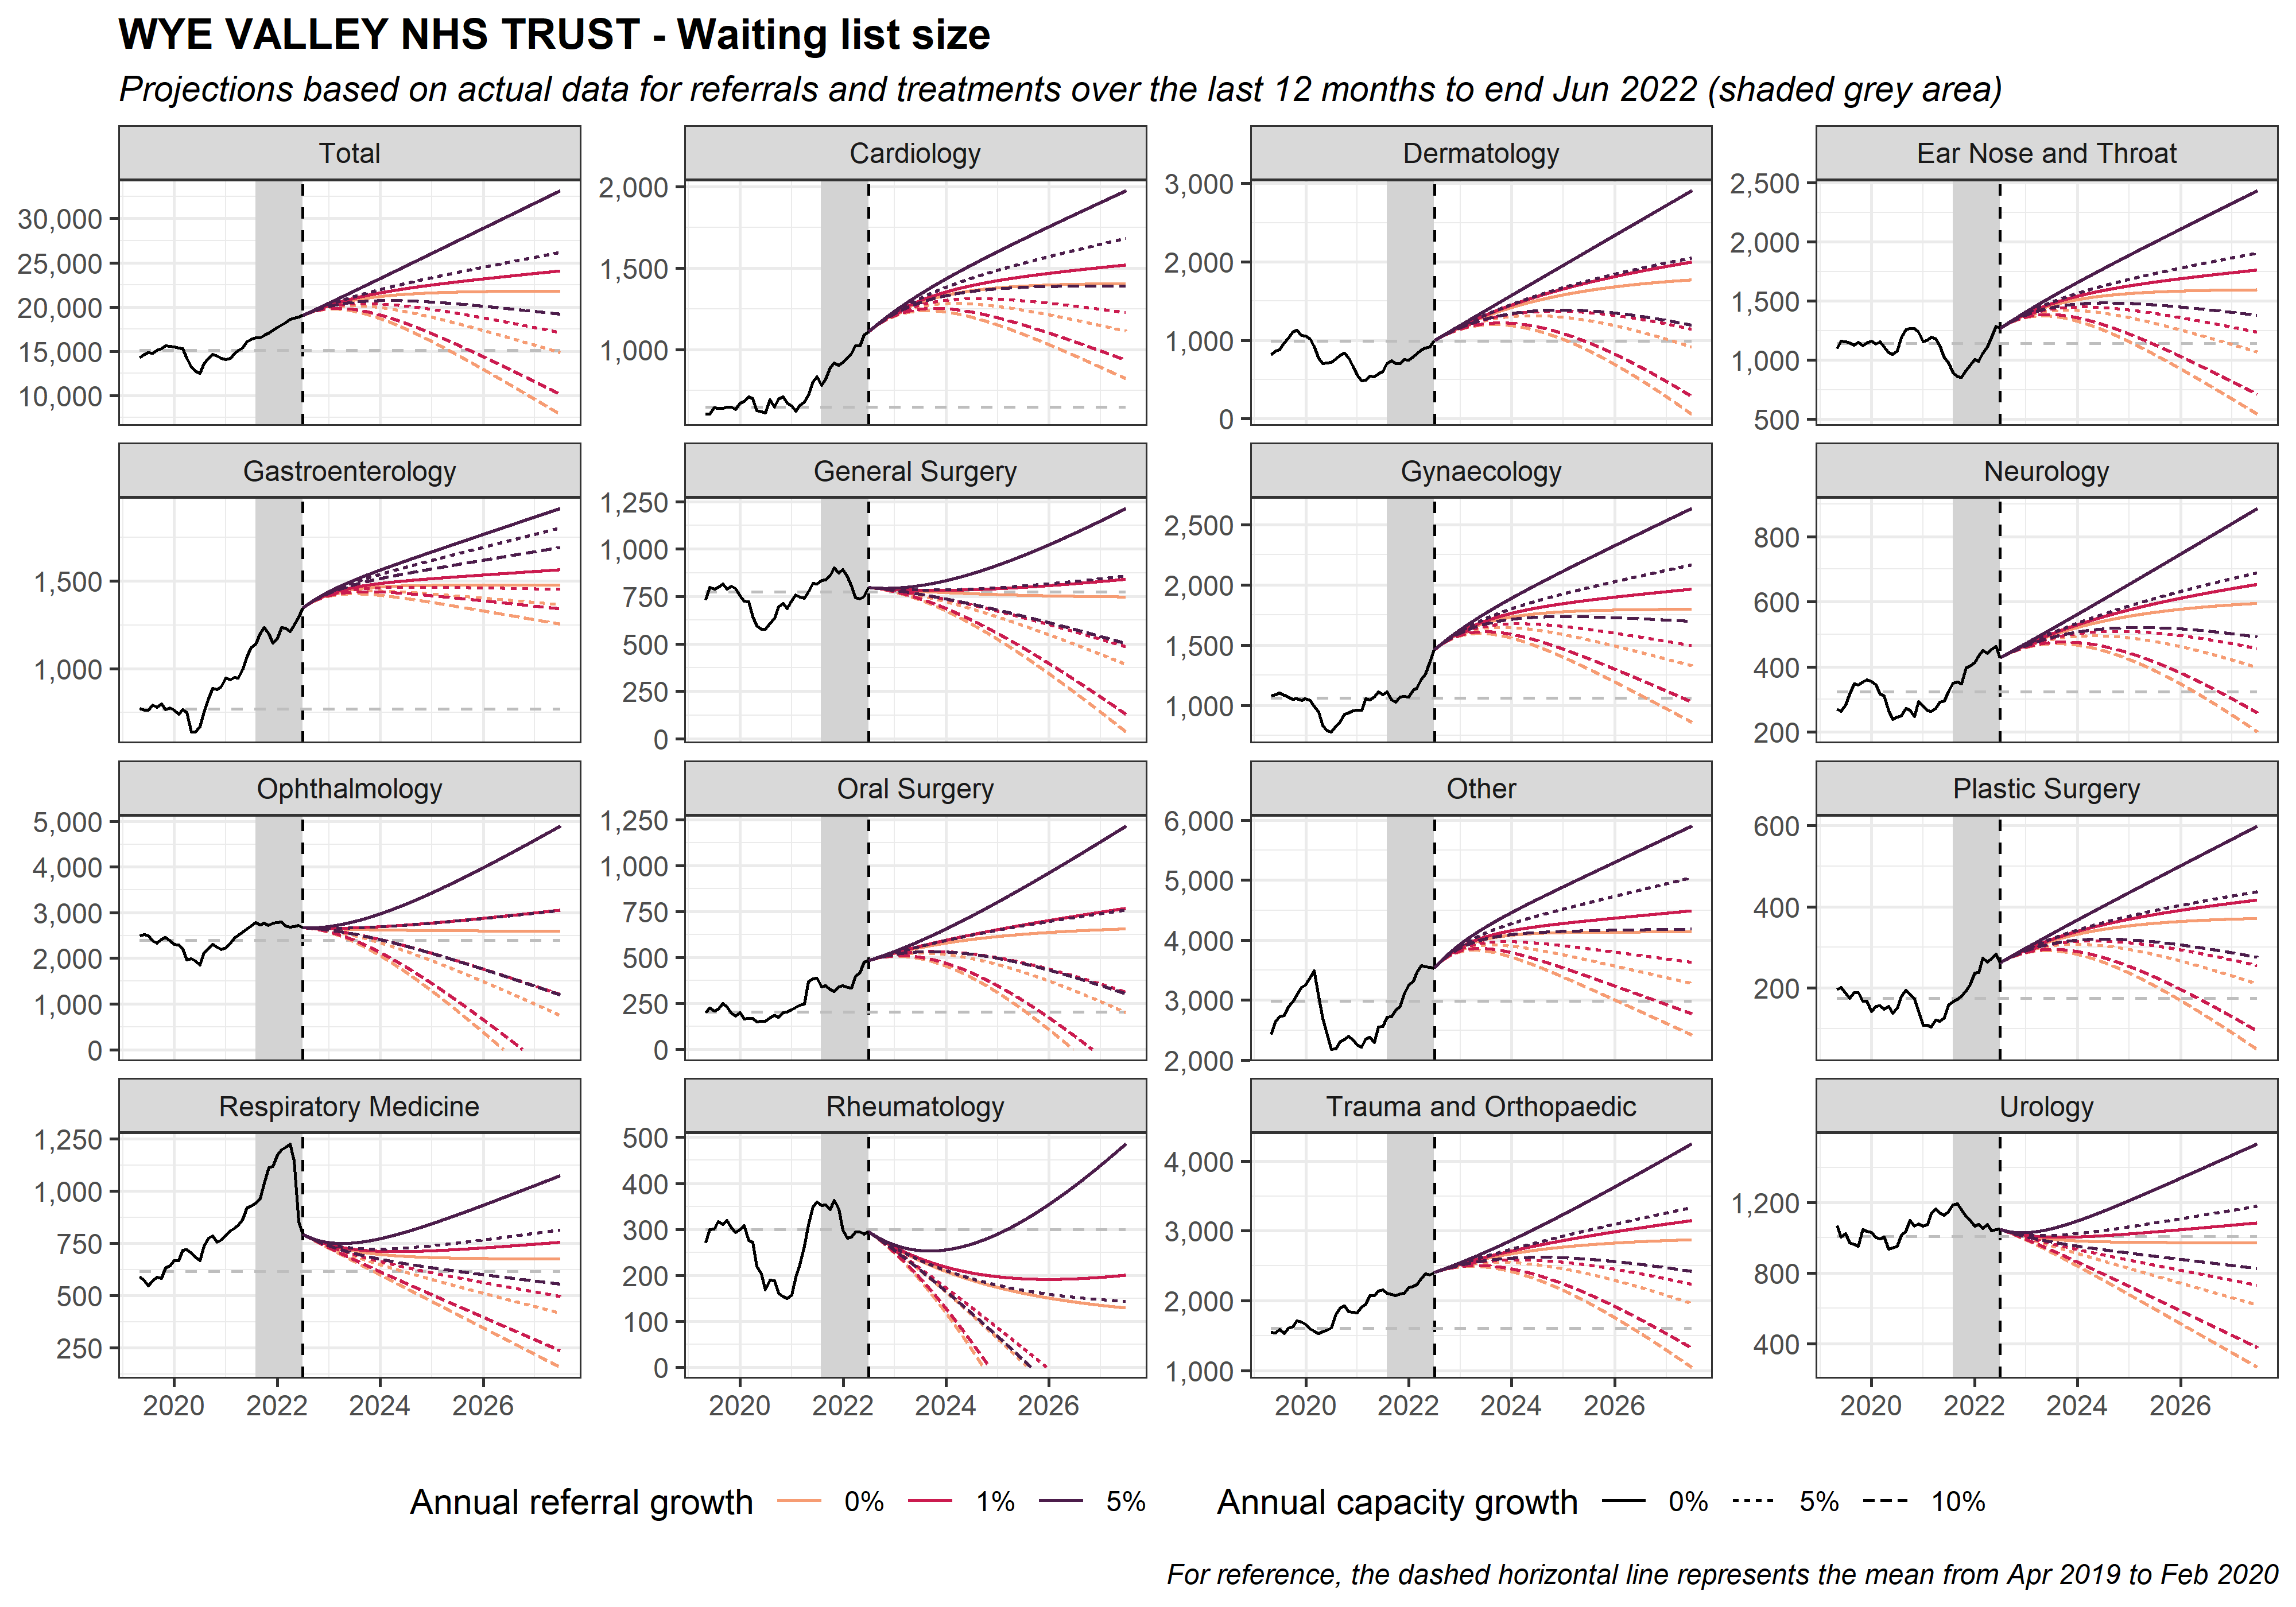 WYE VALLEY NHS TRUST - Waiting list size
Projections based on actual data for referrals and treatments over the last 12 months to end Jun 2022 (shaded grey area)
Total
Cardiology
Dermatology
Ear Nose and Throat
30,000
25,000
20,000
15,000
10,000
2,000
1,500
1,000
3,000
2,000
1,000
0
2,500
2,000
1,500
1,000
500
Gastroenterology
General Surgery
Gynaecology
Neurology
1,500
1,000
1,250
1,000
750
500
250
0
2,500
2,000
1,500
1,000
800
600
400
200
Ophthalmology
Oral Surgery
Other
Plastic Surgery
5,000
4,000
3,000
2,000
1,000
0
1,250
1,000
750
500
250
0
6,000
5,000
4,000
3,000
2,000
600
400
200
Respiratory Medicine
Rheumatology
Trauma and Orthopaedic
Urology
1,250
1,000
750
500
250
500
400
300
200
100
0
4,000
3,000
2,000
1,000
1,200
800
400
2020 2022 2024 2026
2020 2022 2024 2026
2020 2022 2024 2026
2020 2022 2024 2026
Annual referral growth 0% 1% 5% Annual capacity growth 0% 5% 10%
For reference, the dashed horizontal line represents the mean from Apr 2019 to Feb 2020